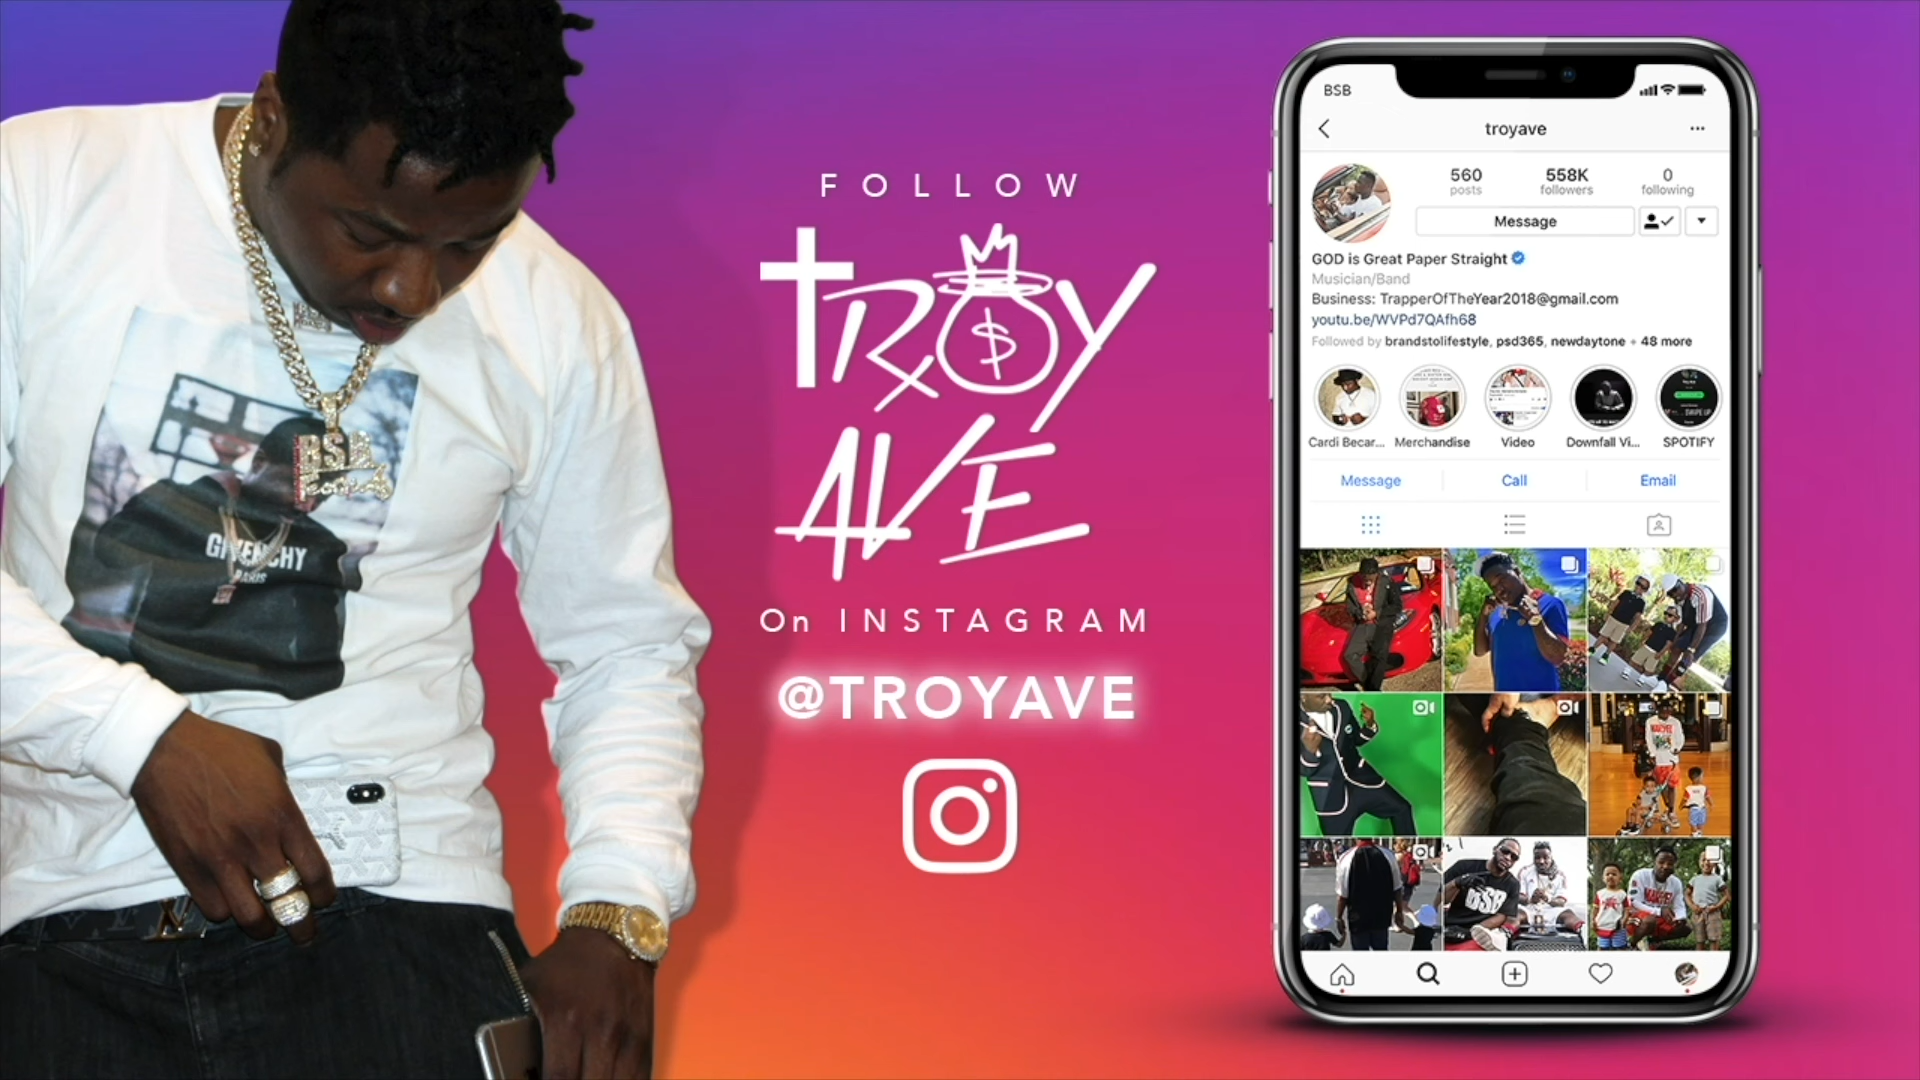 FOLLOW
TROY
AVE
On INSTAGRAM
@TROYAVE
BSB
GIVENCHY
PARIS
BSB
troyave
560
558K
0
posts
followers
following
Message
GOD is Great Paper Straight
Musician/Band
Business: TrapperOfTheYear2018@gmail.com
youtu.be/WVPd7QAfh68
Followed by brandstolifestyle, psd365, newdaytone + 48 more
Cardi Becar...
Merchandise
Video
Downfall Vi...
SPOTIFY
Message
Call
Email
BSB